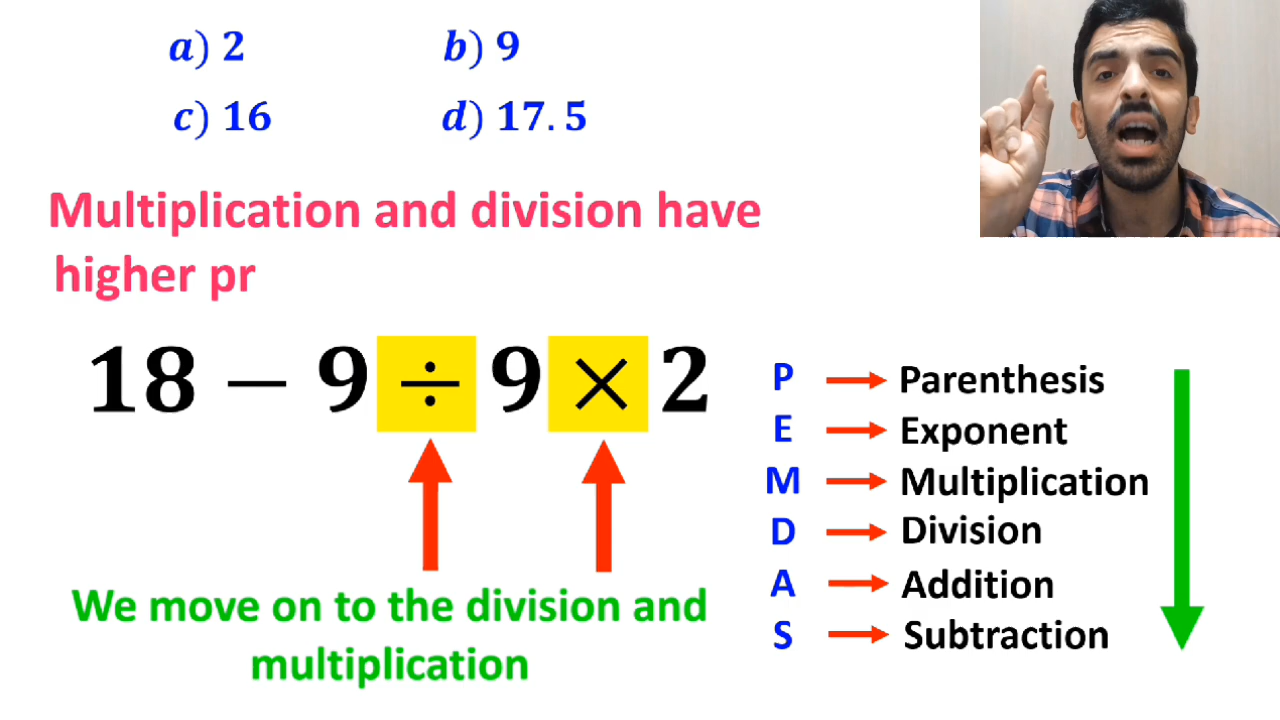 a) 2 b) 9
c) 16 d) 17.5
Multiplication and division have
higher pr
18 − 9 ÷ 9 × 2
We move on to the division and
multiplication
P → Parenthesis
E → Exponent
M → Multiplication
D → Division
A → Addition
S → Subtraction